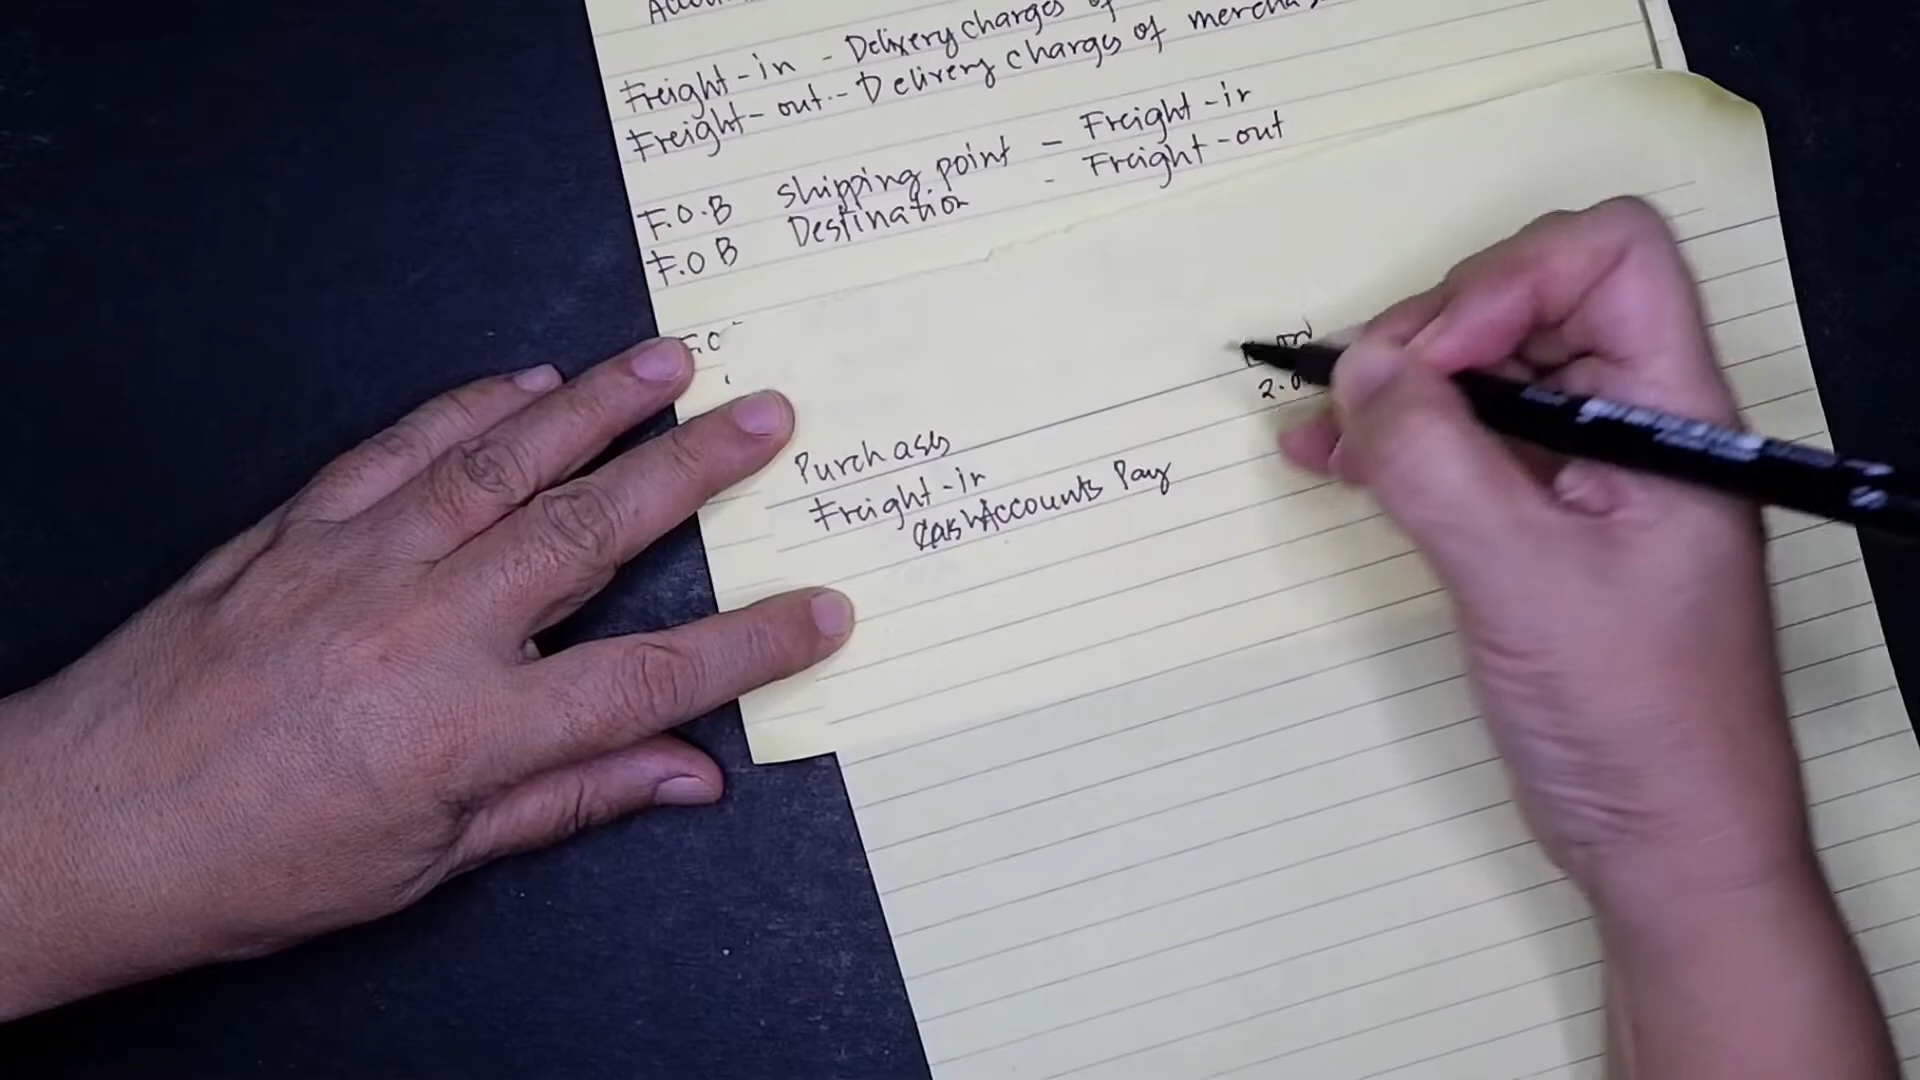 Freight-in - Delivery charges of
Freight-out - Delivery charges of
F.O.B shipping point - Freight-in
F.O B Destination - Freight-out
Purchases
Freight-in
Cash Accounts Pay